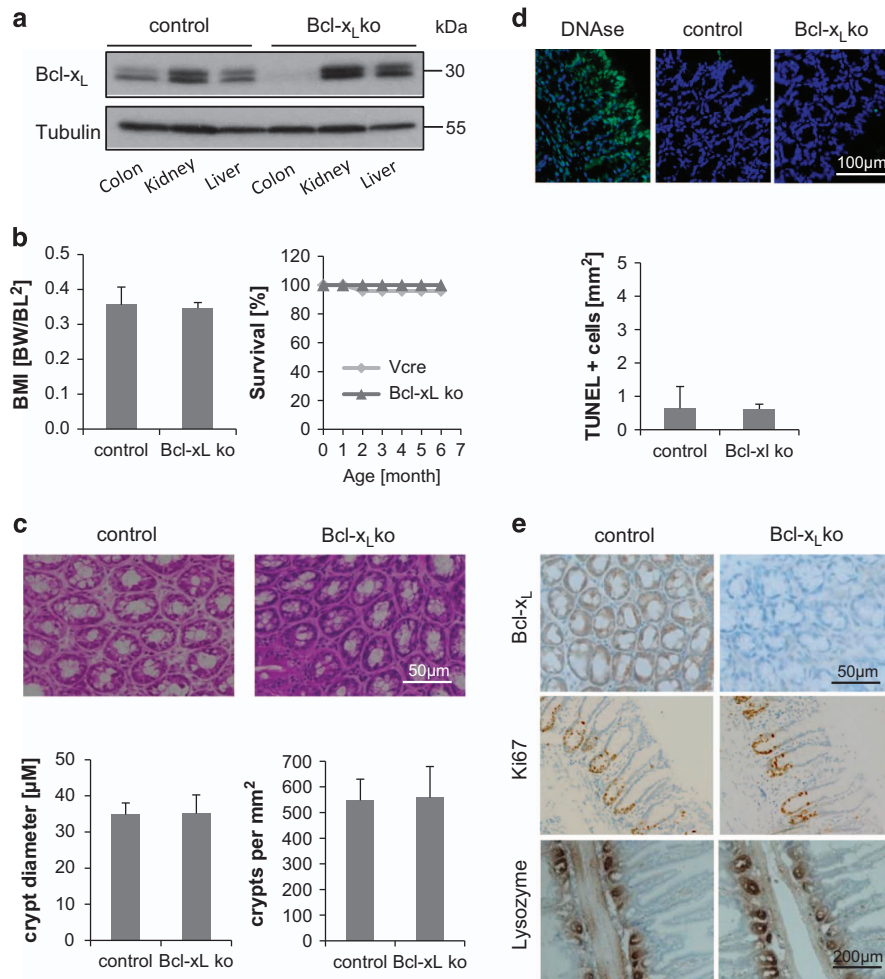 a
control
Bcl-xLko
kDa
Bcl-xL
30
Tubulin
55
Colon
Kidney
Liver
Colon
Kidney
Liver
b
BMI [BW/BL²]
0.5
0.4
0.3
0.2
0.1
0.0
control
Bcl-xL ko
Survival [%]
120
100
80
60
40
20
0
Vcre
Bcl-xL ko
0 1 2 3 4 5 6 7
Age [month]
c
control
Bcl-xLko
50µm
crypt diameter [µM]
50
40
30
20
10
0
control Bcl-xL ko
crypts per mm²
700
600
500
400
300
200
100
0
control Bcl-xL ko
d
DNAse
control
Bcl-xLko
100µm
TUNEL + cells [mm²]
5
4
3
2
1
0
control
Bcl-xl ko
e
control
Bcl-xLko
Bcl-xL
50µm
Ki67
Lysozyme
200µm